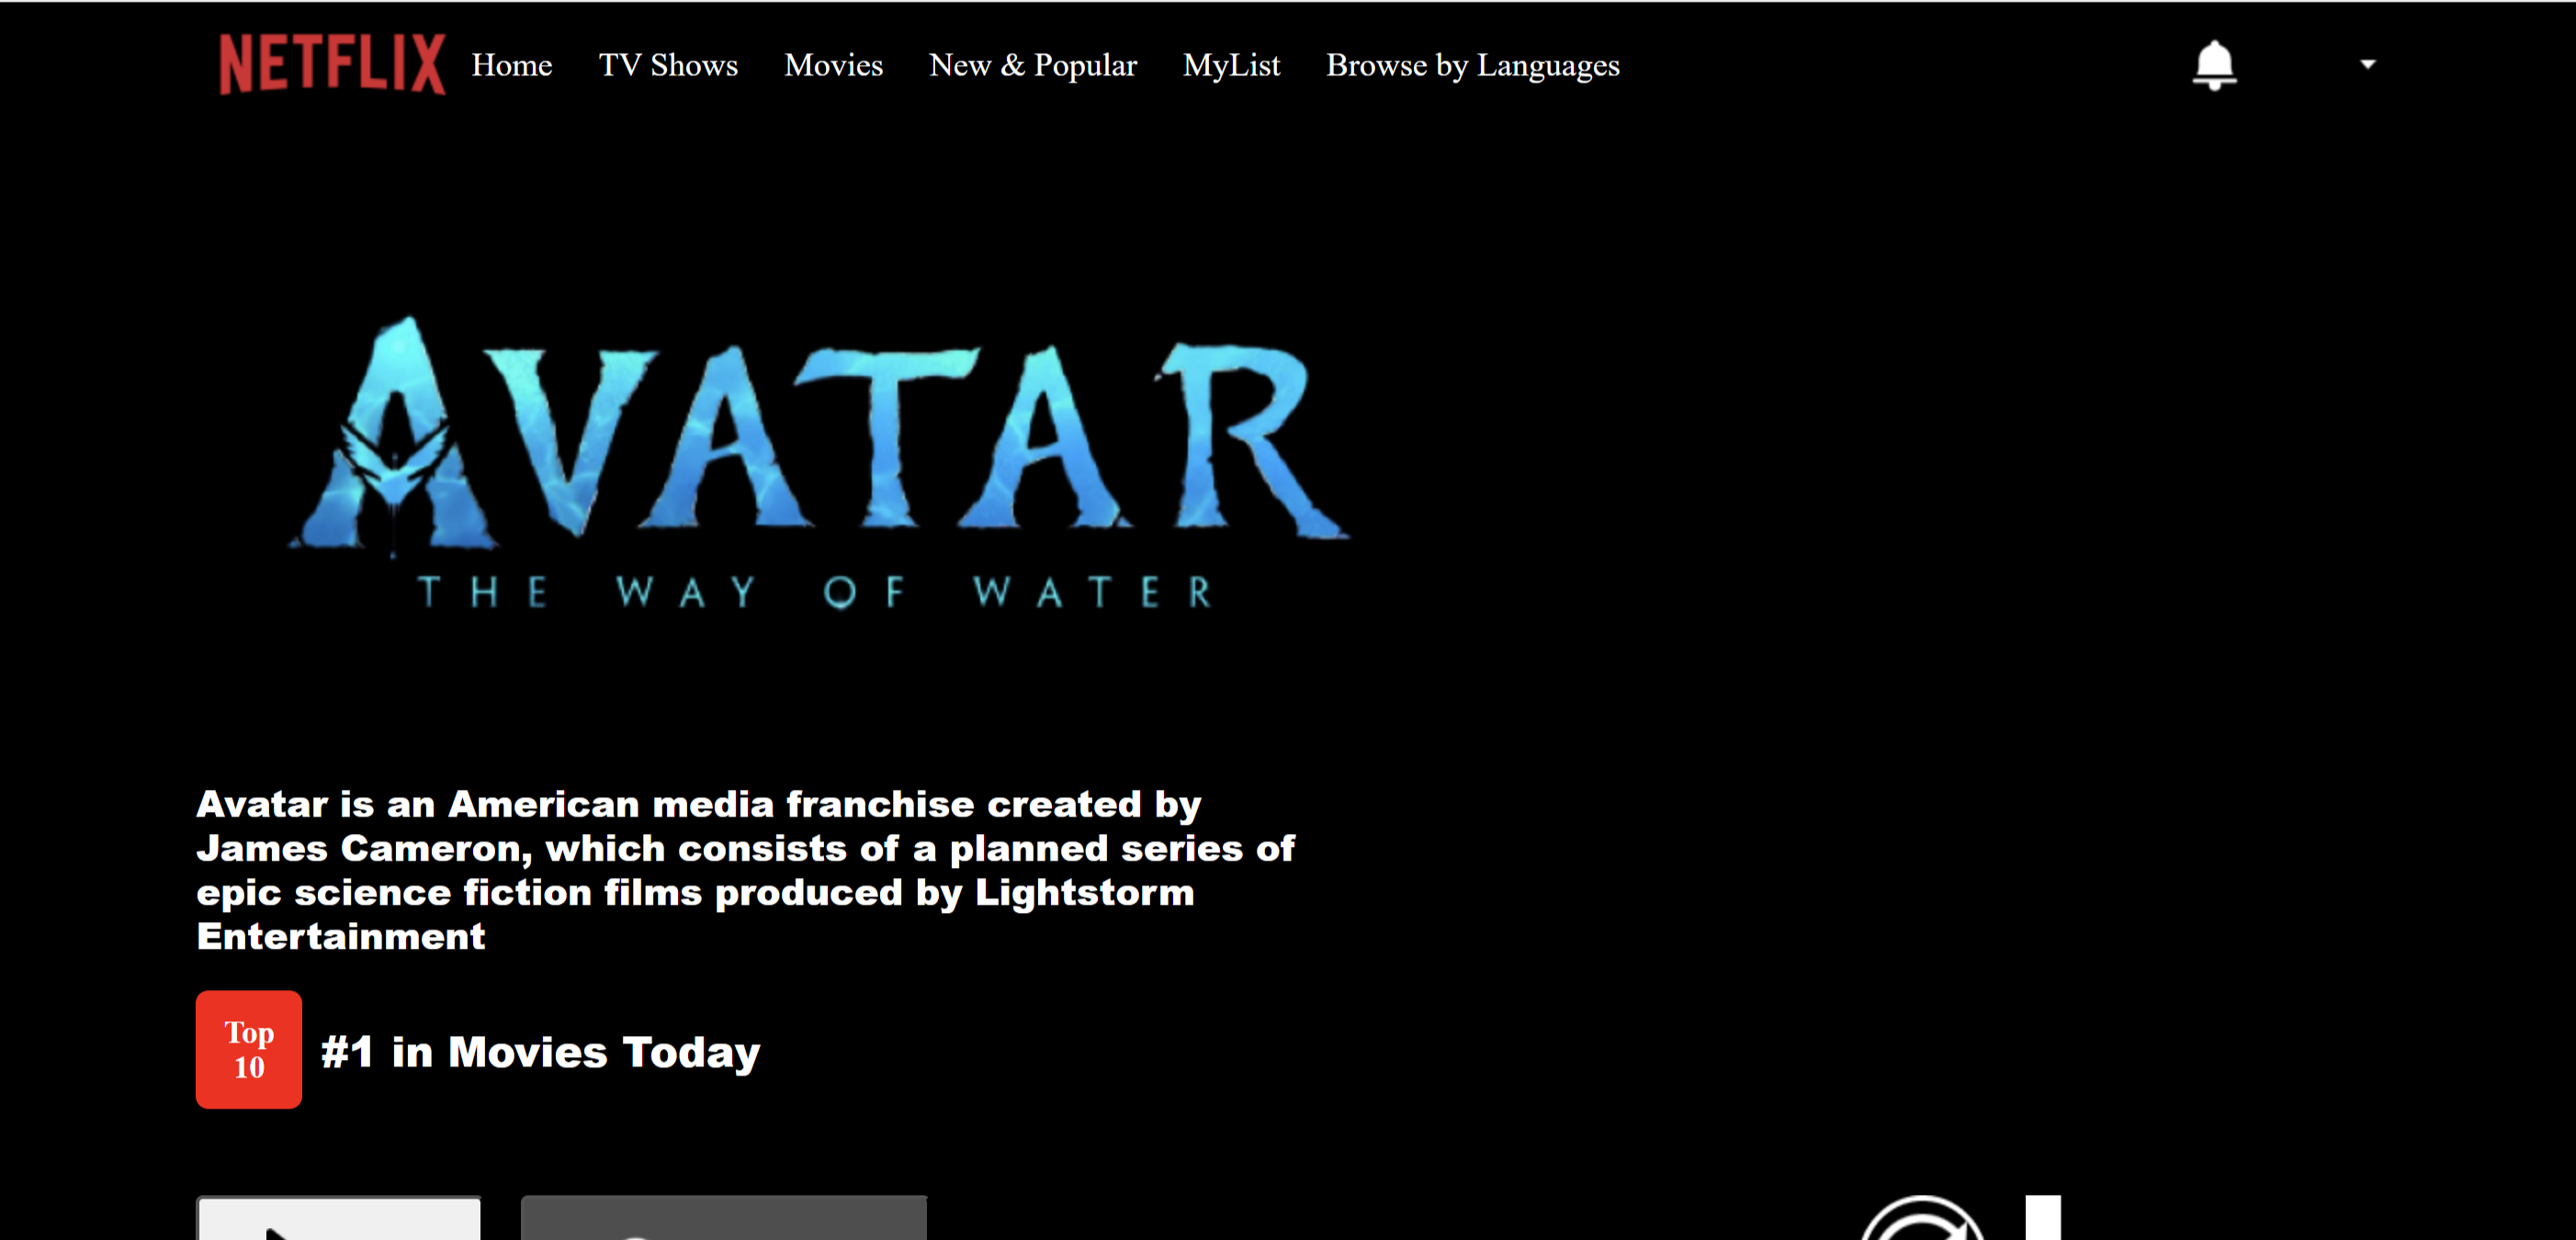 NETFLIX Home TV Shows Movies New & Popular MyList Browse by Languages
AVATAR
THE WAY OF WATER
Avatar is an American media franchise created by
James Cameron, which consists of a planned series of
epic science fiction films produced by Lightstorm
Entertainment
Top
10
#1 in Movies Today